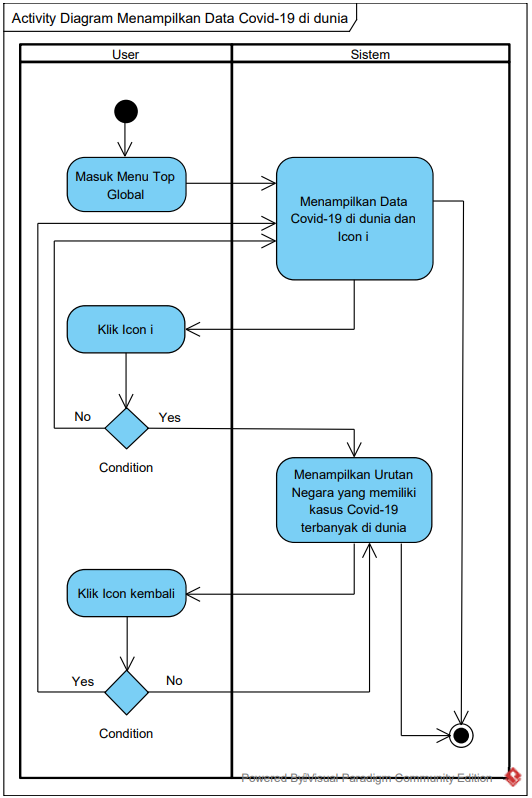 Activity Diagram Menampilkan Data Covid-19 di dunia
User
Sistem
Masuk Menu Top
Global
Menampilkan Data
Covid-19 di dunia dan
Icon i
Klik Icon i
No
Yes
Condition
Menampilkan Urutan
Negara yang memiliki
kasus Covid-19
terbanyak di dunia
Klik Icon kembali
Yes
No
Condition
Powered By Visual Paradigm Community Edition